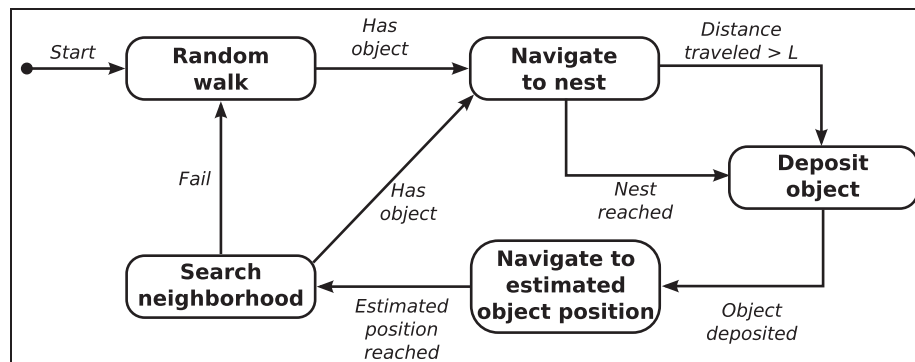 Start
Random
walk
Has
object
Navigate
to nest
Distance
traveled > L
Deposit
object
Nest
reached
Fail
Has
object
Search
neighborhood
Estimated
position
reached
Navigate to
estimated
object position
Object
deposited